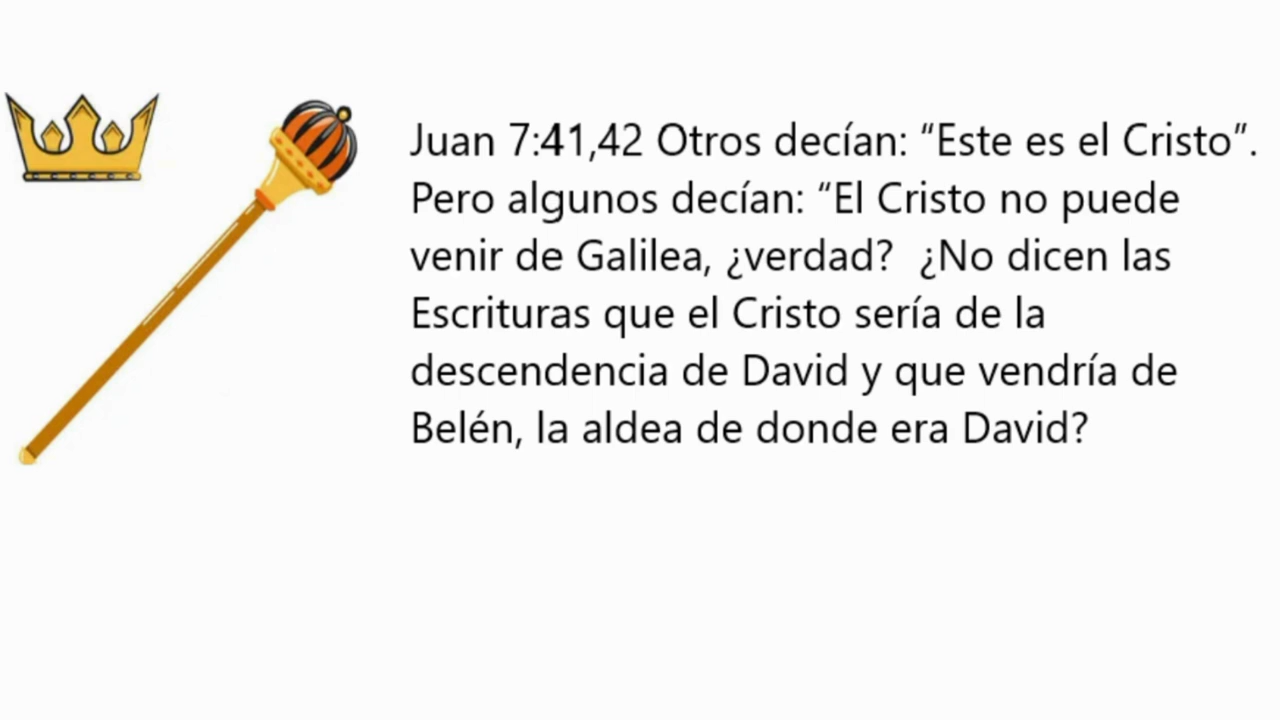 Juan 7:41,42 Otros decían: “Este es el Cristo”.
Pero algunos decían: “El Cristo no puede
venir de Galilea, ¿verdad?  ¿No dicen las
Escrituras que el Cristo sería de la
descendencia de David y que vendría de
Belén, la aldea de donde era David?